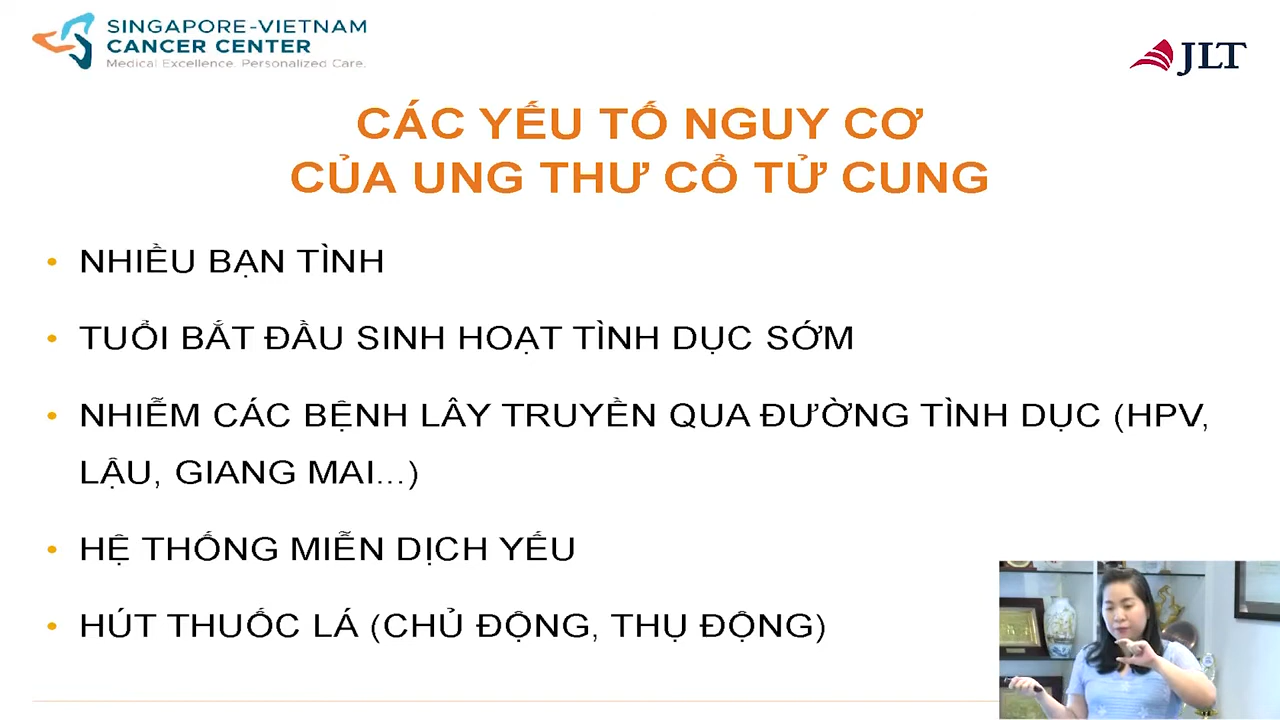 SINGAPORE-VIETNAM
CANCER CENTER
Medical Excellence. Personalized Care.
JLT
CÁC YẾU TỐ NGUY CƠ
CỦA UNG THƯ CỔ TỬ CUNG
• NHIỀU BẠN TÌNH
• TUỔI BẮT ĐẦU SINH HOẠT TÌNH DỤC SỚM
• NHIỄM CÁC BỆNH LÂY TRUYỀN QUA ĐƯỜNG TÌNH DỤC (HPV,
LẬU, GIANG MAI...)
• HỆ THỐNG MIỄN DỊCH YẾU
• HÚT THUỐC LÁ (CHỦ ĐỘNG, THỤ ĐỘNG)